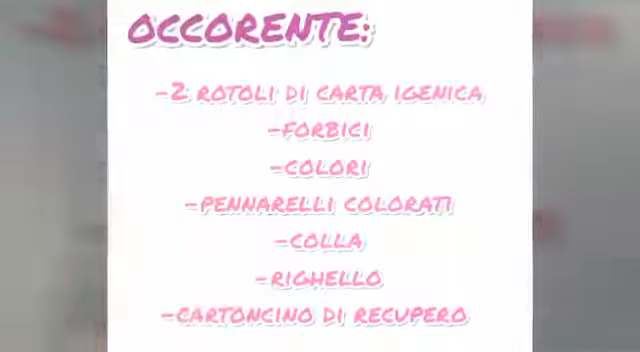 OCCORENTE:
-2 ROTOLI DI CARTA IGENICA
-FORBICI
-COLORI
-PENNARELLI COLORATI
-COLLA
-RIGHELLO
-CARTONCINO DI RECUPERO